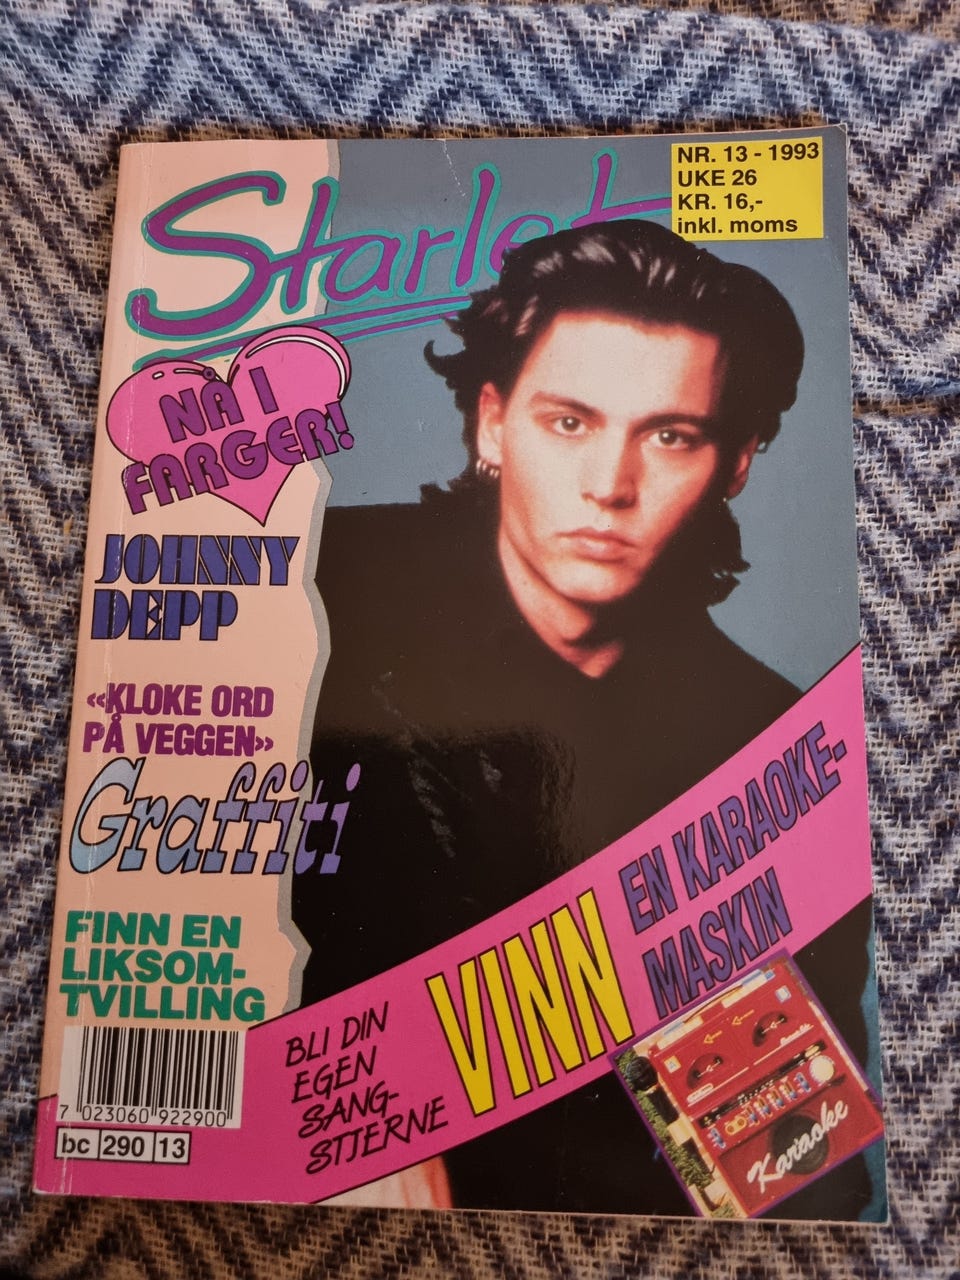 Starlet
NR. 13 - 1993
UKE 26
KR. 16,-
inkl. moms
NÅ I
FARGER!
JOHNNY
DEPP
«KLOKE ORD
PÅ VEGGEN»
Graffiti
FINN EN
LIKSOM-
TVILLING
BLI DIN
EGEN
SANG-
STJERNE
VINN
EN KARAOKE-
MASKIN
Karaoke
7 023060 922900
bc 290 13